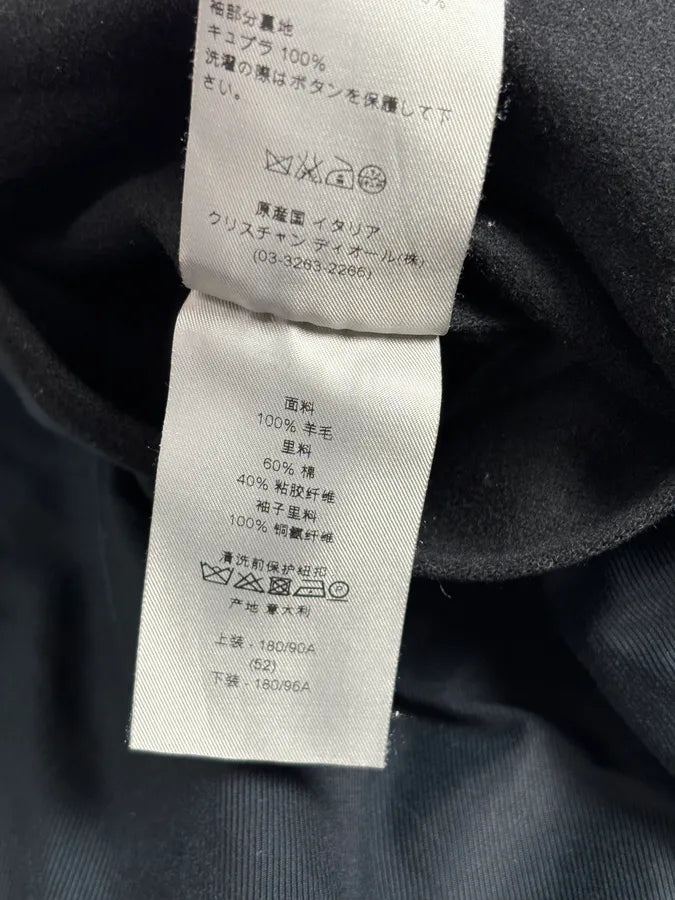 袖部分裏地
キュプラ 100%
洗濯の際はボタンを保護して下
さい。
原産国 イタリア
クリスチャン ディオール(株)
(03-3263-2266)
面料
100% 羊毛
里料
60% 棉
40% 粘胶纤维
袖子里料
100% 铜氨纤维
清洗前保护纽扣
P
产地 意大利
上装 - 180/90A
(52)
下装 - 180/96A